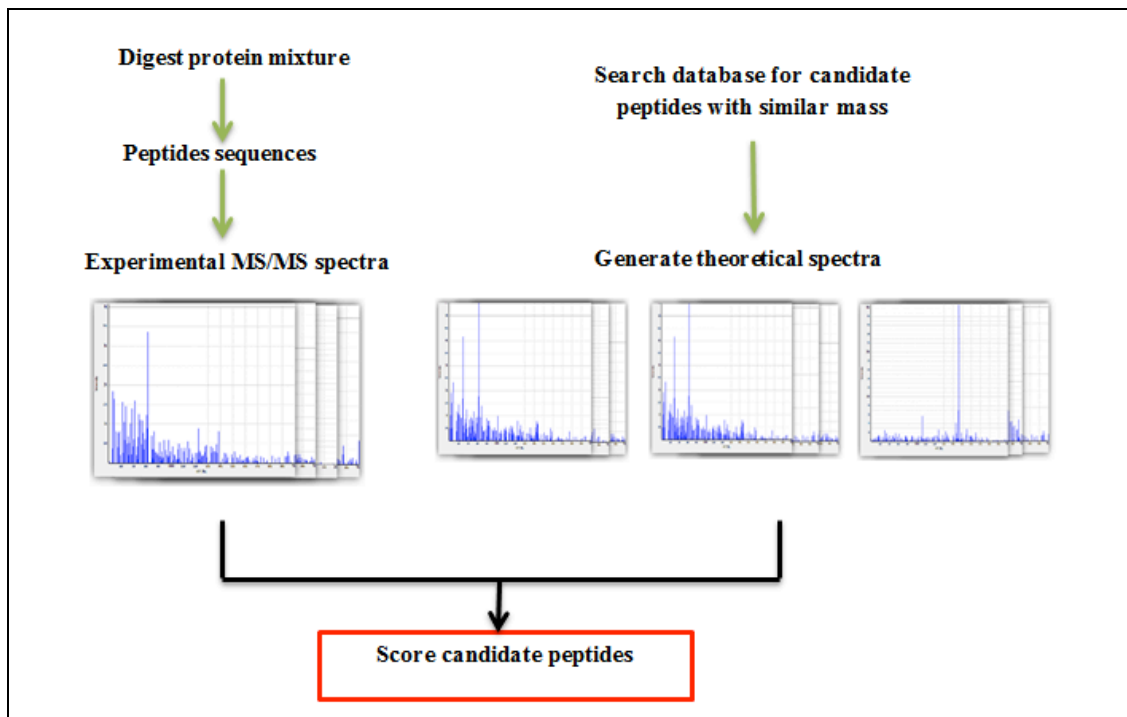 Digest protein mixture
Peptides sequences
Experimental MS/MS spectra
Search database for candidate
peptides with similar mass
Generate theoretical spectra
Score candidate peptides